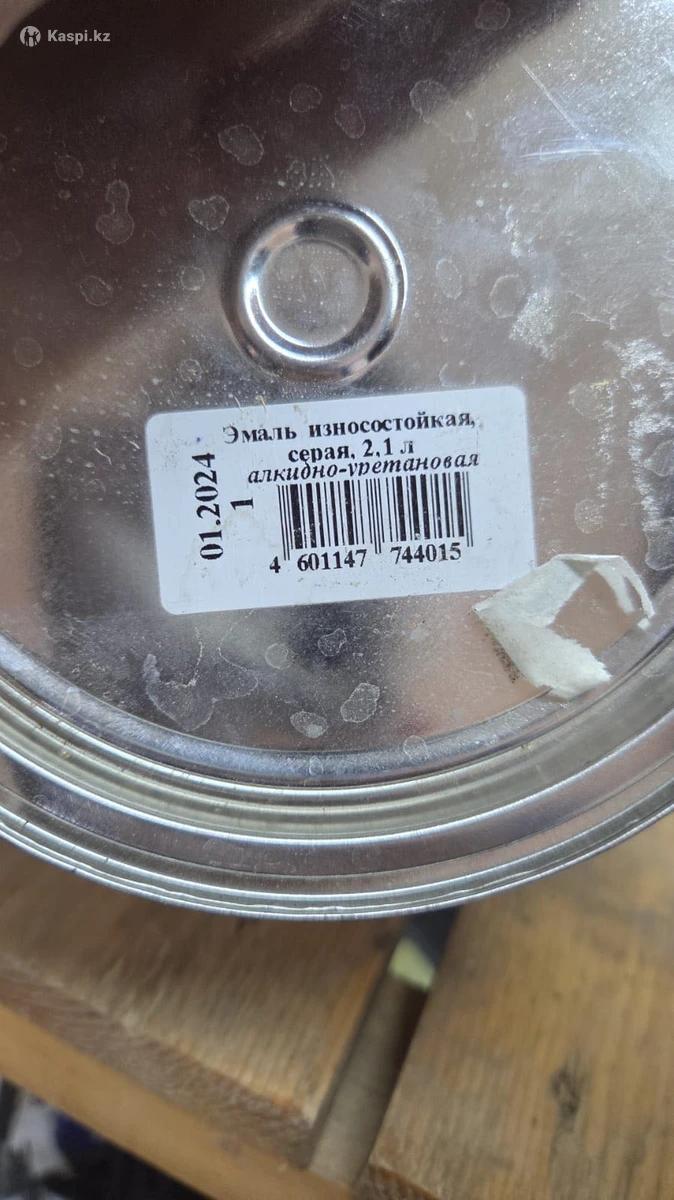 Kaspi.kz
Эмаль износостойкая,
серая, 2,1 л
алкидно-уретановая
01.2024
1
4 601147 744015